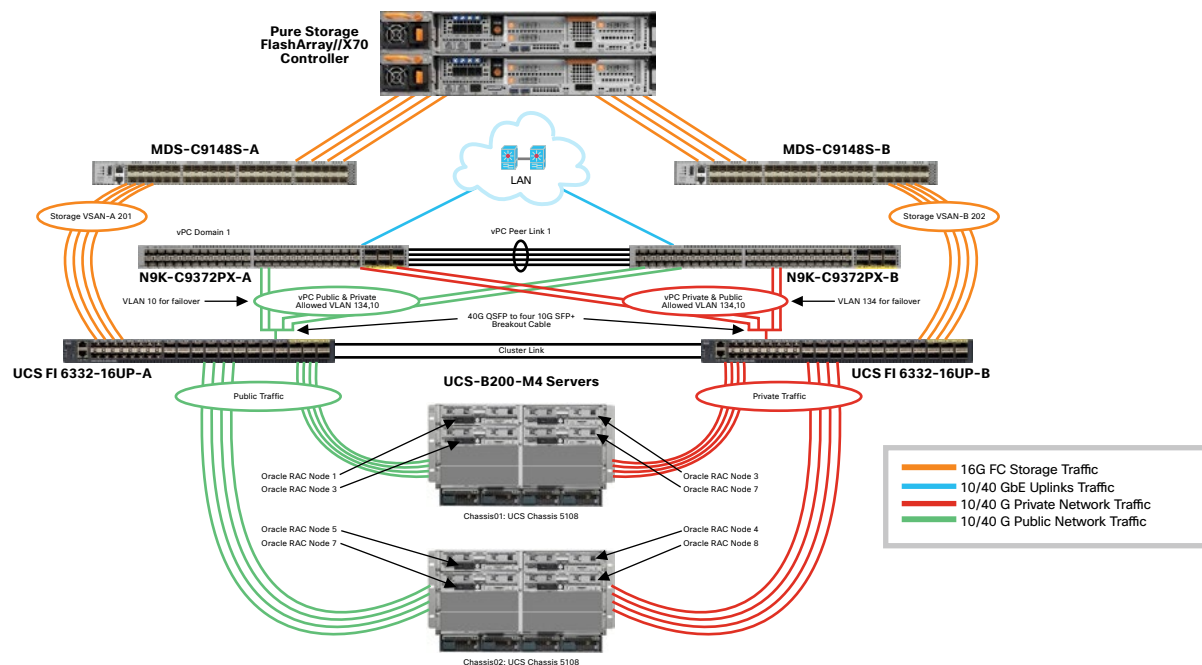 Pure Storage
FlashArray//X70
Controller
MDS-C9148S-A
MDS-C9148S-B
LAN
Storage VSAN-A 201
Storage VSAN-B 202
vPC Domain 1
vPC Peer Link 1
N9K-C9372PX-A
N9K-C9372PX-B
VLAN 10 for failover
vPC Public & Private
Allowed VLAN 134,10
vPC Private & Public
Allowed VLAN 134,10
VLAN 134 for failover
40G QSFP to four 10G SFP+
Breakout Cable
Cluster Link
UCS FI 6332-16UP-A
UCS-B200-M4 Servers
UCS FI 6332-16UP-B
Public Traffic
Private Traffic
Oracle RAC Node 1
Oracle RAC Node 3
Oracle RAC Node 3
Oracle RAC Node 7
Chassis01: UCS Chassis 5108
Oracle RAC Node 5
Oracle RAC Node 7
Oracle RAC Node 4
Oracle RAC Node 8
Chassis02: UCS Chassis 5108
16G FC Storage Traffic
10/40 GbE Uplinks Traffic
10/40 G Private Network Traffic
10/40 G Public Network Traffic